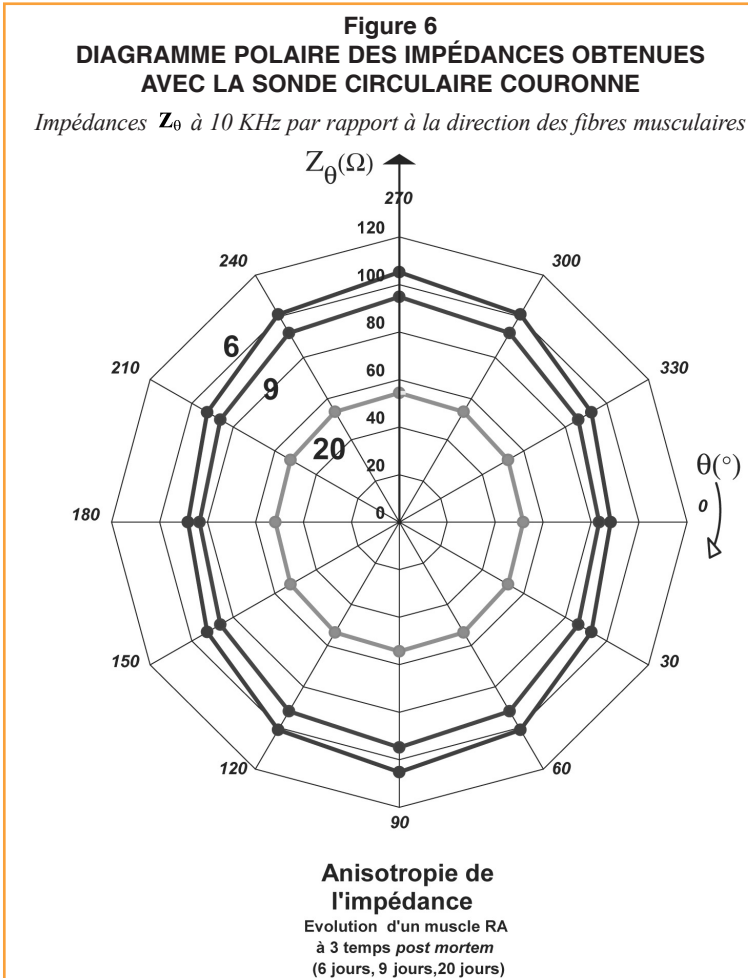 Figure 6
DIAGRAMME POLAIRE DES IMPÉDANCES OBTENUES
AVEC LA SONDE CIRCULAIRE COURONNE
Impédances Zθ à 10 KHz par rapport à la direction des fibres musculaires
Zθ(Ω)
270
120
240
300
100
80
6
210
330
9
60
40
20
θ(°)
20
180
0
0
150
30
120
60
90
Anisotropie de
l'impédance
Evolution d'un muscle RA
à 3 temps post mortem
(6 jours, 9 jours,20 jours)